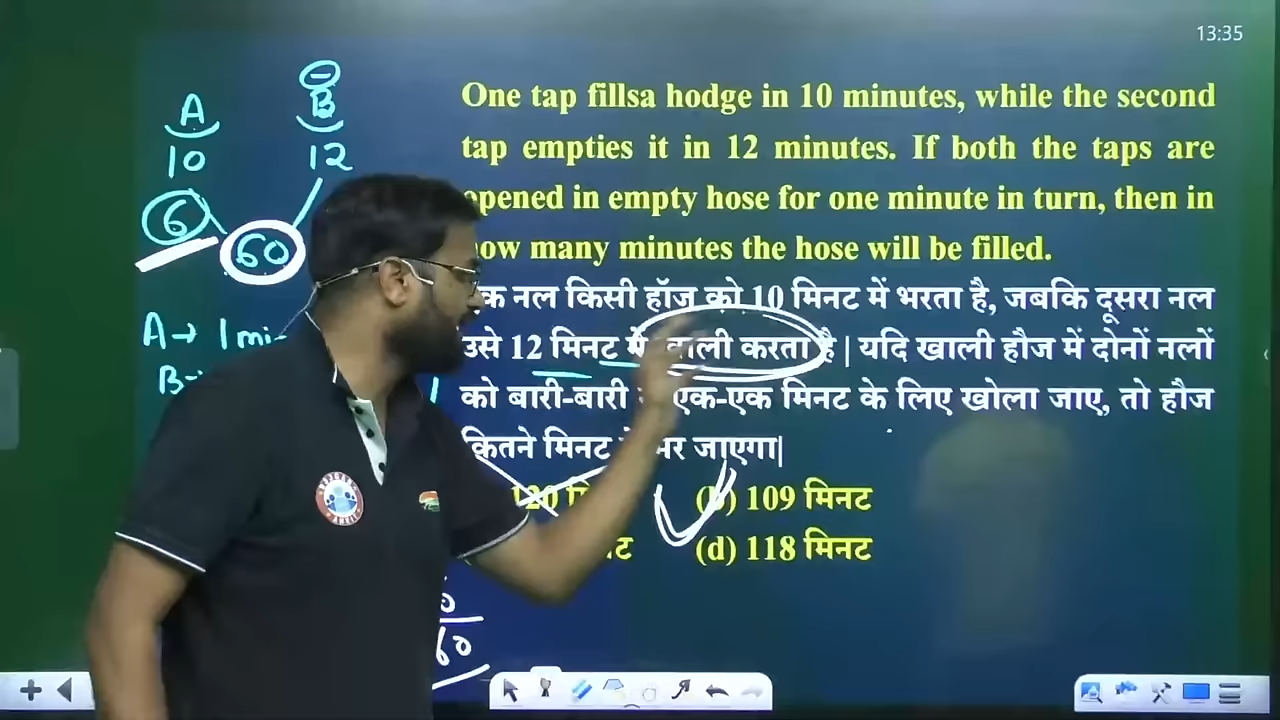 13:35
A
B
10
12
6
60
One tap fillsa hodge in 10 minutes, while the second
tap empties it in 12 minutes. If both the taps are
opened in empty hose for one minute in turn, then in
how many minutes the hose will be filled.
नल किसी हॉज को 10 मिनट में भरता है, जबकि दूसरा नल
उसे 12 मिनट में खाली करता है | यदि खाली हौज में दोनों नलों
को बारी-बारी एक-एक मिनट के लिए खोला जाए, तो हौज
कितने मिनट में भर जाएगा|
120
(b) 109 मिनट
(d) 118 मिनट
A → 1 mi
B
60